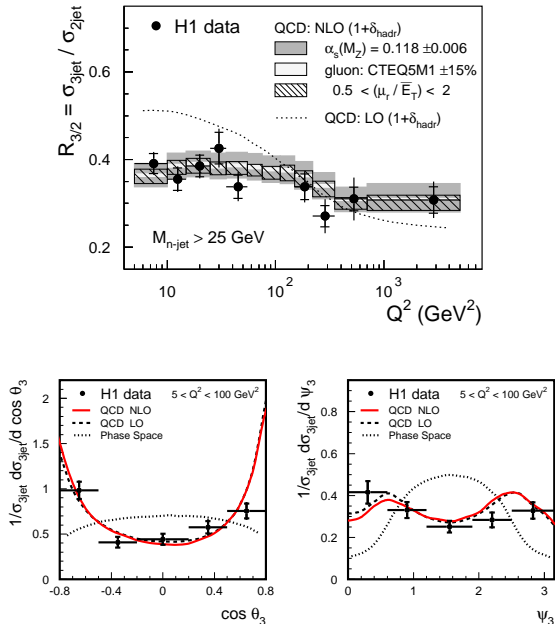 H1 data
QCD: NLO (1+δhadr)
αs(MZ) = 0.118 ±0.006
gluon: CTEQ5M1 ±15%
0.5 < (μr / ET) < 2
QCD: LO (1+δhadr)
R3/2 = σ3jet / σ2jet
0.6
0.4
0.2
Mn-jet > 25 GeV
10
10^2
10^3
Q^2 (GeV^2)
1/σ3jet dσ3jet/d cos θ3
H1 data
5 < Q^2 < 100 GeV^2
QCD NLO
QCD LO
Phase Space
2
1.5
1
0.5
0
-0.8
-0.4
0
0.4
0.8
cos θ3
1/σ3jet dσ3jet/d ψ3
H1 data
5 < Q^2 < 100 GeV^2
QCD NLO
QCD LO
Phase Space
1
0.8
0.6
0.4
0.2
0
0
1
2
3
ψ3